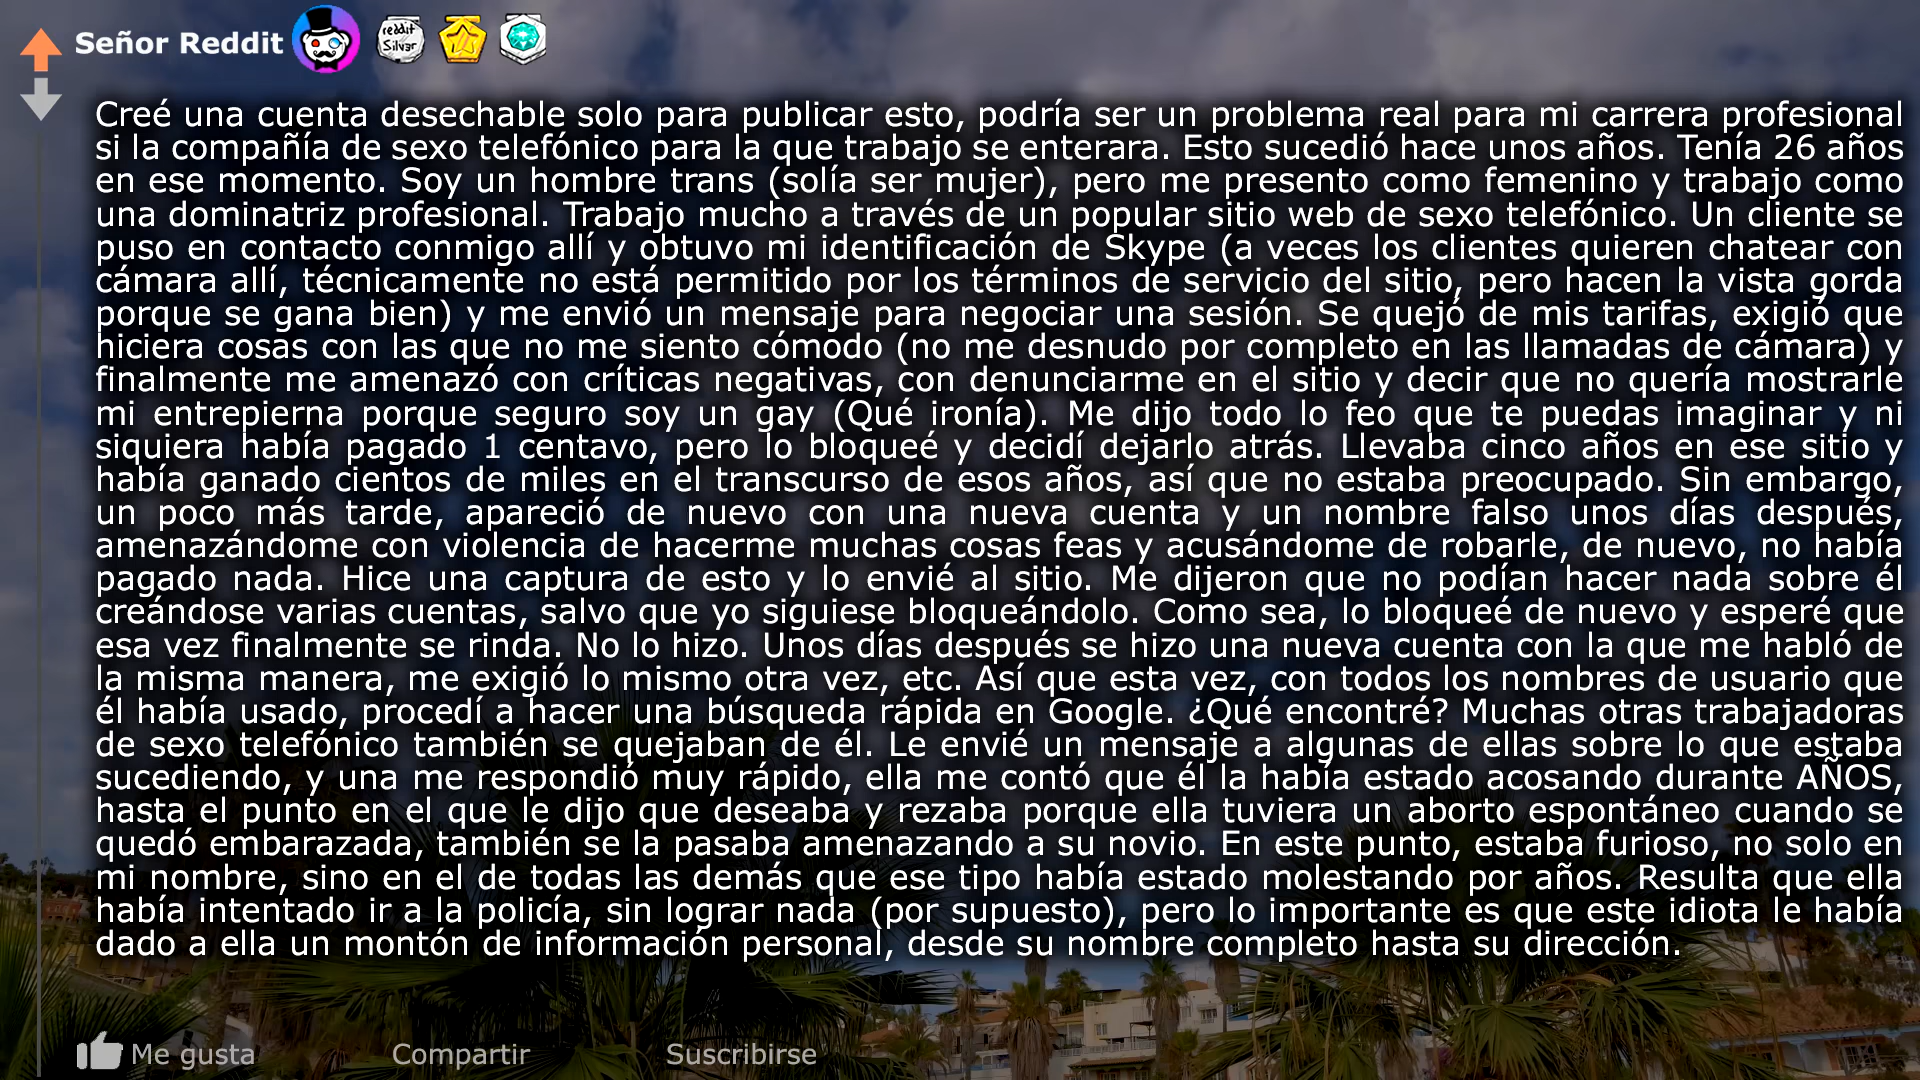 Señor Reddit
reddit
Silver
Creé una cuenta desechable solo para publicar esto, podría ser un problema real para mi carrera profesional
si la compañía de sexo telefónico para la que trabajo se enterara. Esto sucedió hace unos años. Tenía 26 años
en ese momento. Soy un hombre trans (solía ser mujer), pero me presento como femenino y trabajo como
una dominatriz profesional. Trabajo mucho a través de un popular sitio web de sexo telefónico. Un cliente se
puso en contacto conmigo allí y obtuvo mi identificación de Skype (a veces los clientes quieren chatear con
cámara allí, técnicamente no está permitido por los términos de servicio del sitio, pero hacen la vista gorda
porque se gana bien) y me envió un mensaje para negociar una sesión. Se quejó de mis tarifas, exigió que
hiciera cosas con las que no me siento cómodo (no me desnudo por completo en las llamadas de cámara) y
finalmente me amenazó con críticas negativas, con denunciarme en el sitio y decir que no quería mostrarle
mi entrepierna porque seguro soy un gay (Qué ironía). Me dijo todo lo feo que te puedas imaginar y ni
siquiera había pagado 1 centavo, pero lo bloqueé y decidí dejarlo atrás. Llevaba cinco años en ese sitio y
había ganado cientos de miles en el transcurso de esos años, así que no estaba preocupado. Sin embargo,
un poco más tarde, apareció de nuevo con una nueva cuenta y un nombre falso unos días después,
amenazándome con violencia de hacerme muchas cosas feas y acusándome de robarle, de nuevo, no había
pagado nada. Hice una captura de esto y lo envié al sitio. Me dijeron que no podían hacer nada sobre él
creándose varias cuentas, salvo que yo siguiese bloqueándolo. Como sea, lo bloqueé de nuevo y esperé que
esa vez finalmente se rinda. No lo hizo. Unos días después se hizo una nueva cuenta con la que me habló de
la misma manera, me exigió lo mismo otra vez, etc. Así que esta vez, con todos los nombres de usuario que
él había usado, procedí a hacer una búsqueda rápida en Google. ¿Qué encontré? Muchas otras trabajadoras
de sexo telefónico también se quejaban de él. Le envié un mensaje a algunas de ellas sobre lo que estaba
sucediendo, y una me respondió muy rápido, ella me contó que él la había estado acosando durante AÑOS,
hasta el punto en el que le dijo que deseaba y rezaba porque ella tuviera un aborto espontáneo cuando se
quedó embarazada, también se la pasaba amenazando a su novio. En este punto, estaba furioso, no solo en
mi nombre, sino en el de todas las demás que ese tipo había estado molestando por años. Resulta que ella
había intentado ir a la policía, sin lograr nada (por supuesto), pero lo importante es que este idiota le había
dado a ella un montón de información personal, desde su nombre completo hasta su dirección.
Me gusta
Compartir
Suscribirse